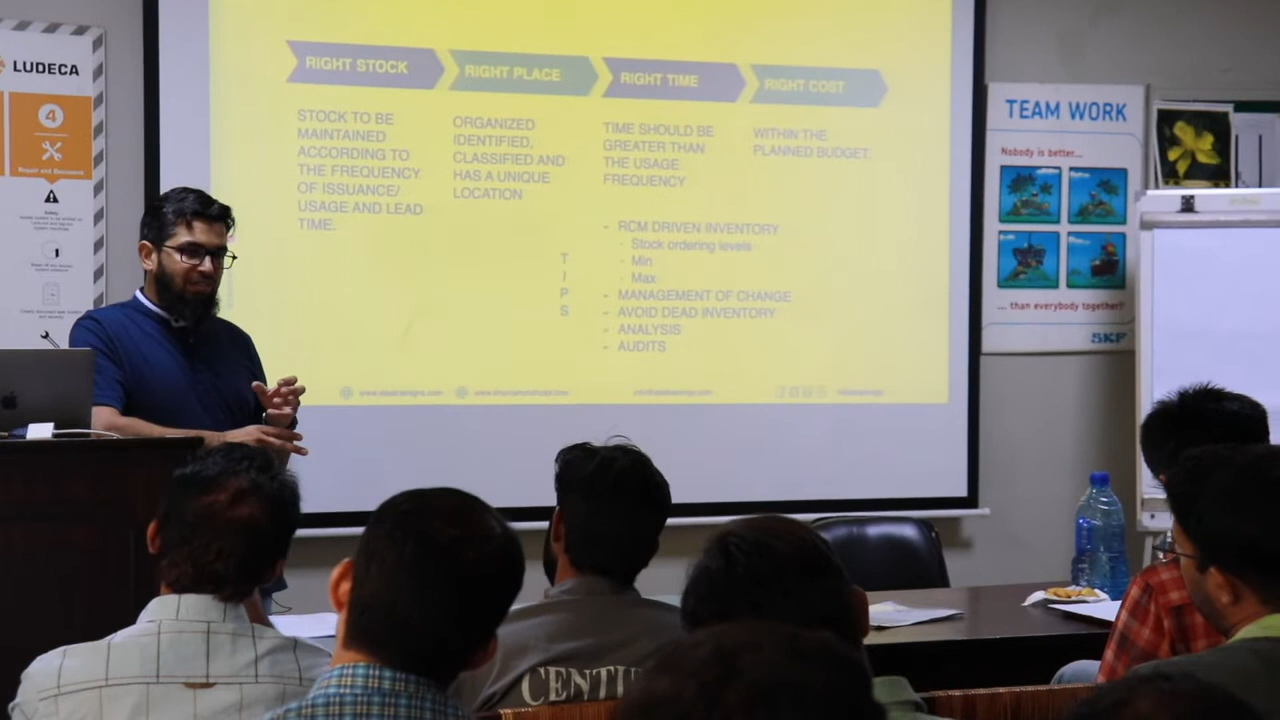 LUDECA
4
Repair and Document
Safety
RIGHT STOCK
RIGHT PLACE
RIGHT TIME
RIGHT COST
STOCK TO BE
MAINTAINED
ACCORDING TO
THE FREQUENCY
OF ISSUANCE/
USAGE AND LEAD
TIME.
ORGANIZED
IDENTIFIED,
CLASSIFIED AND
HAS A UNIQUE
LOCATION
TIME SHOULD BE
GREATER THAN
THE USAGE
FREQUENCY
WITHIN THE
PLANNED BUDGET.
T
I
P
S
- RCM DRIVEN INVENTORY
- Stock ordering levels
- Min
- Max
- MANAGEMENT OF CHANGE
- AVOID DEAD INVENTORY
- ANALYSIS
- AUDITS
TEAM WORK
Nobody is better...
... than everybody together!
SKF
CENTU